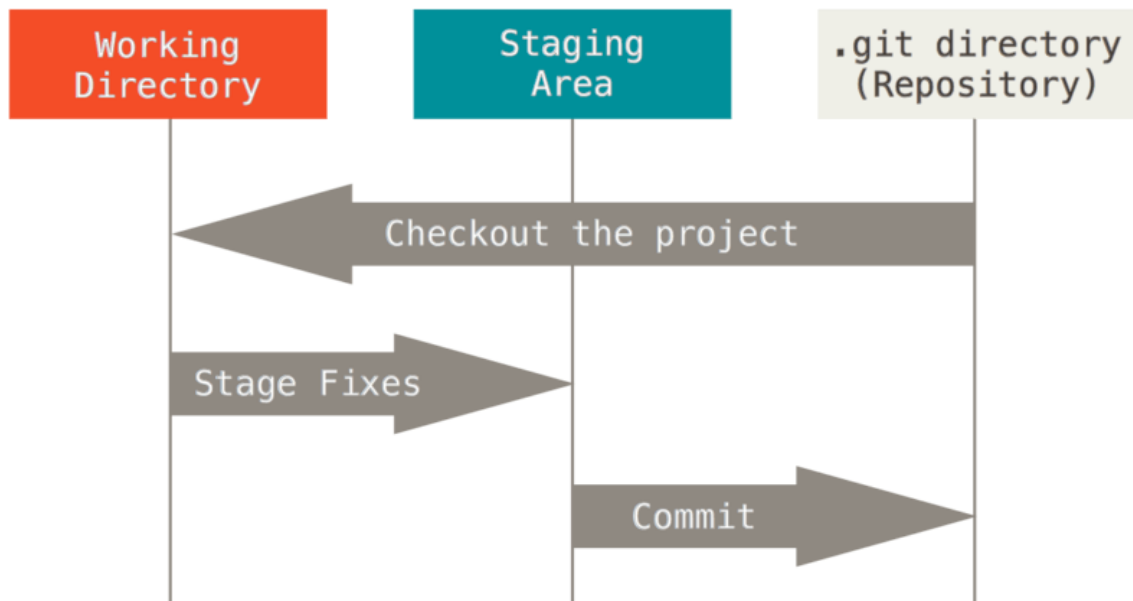 Working
Directory
Staging
Area
.git directory
(Repository)
Checkout the project
Stage Fixes
Commit